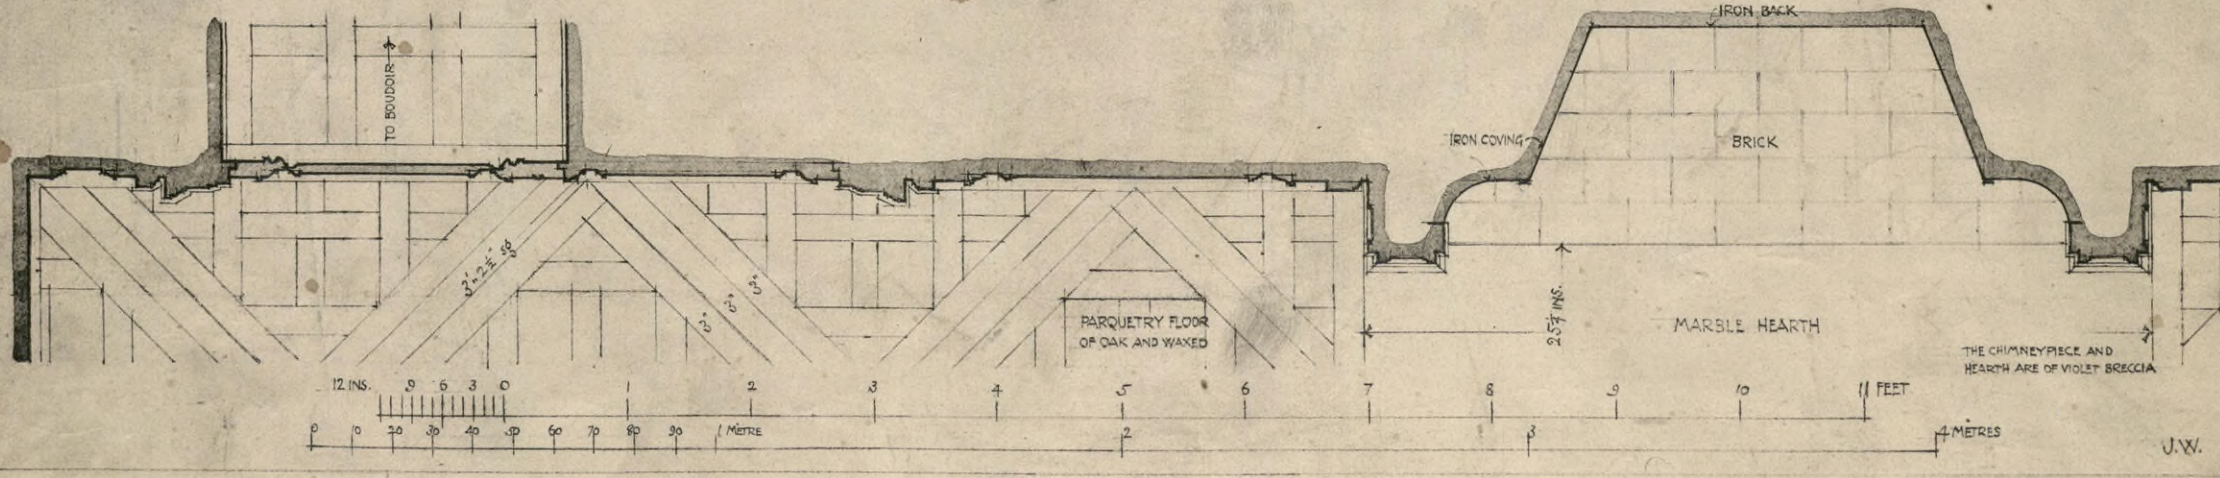 IRON BACK
TO BOUDOIR
IRON COVING
BRICK
3" 2½" sq
3" 3" 3"
25½ INS.
PARQUETRY FLOOR
OF OAK AND WAXED
MARBLE HEARTH
THE CHIMNEYPIECE AND
HEARTH ARE OF VIOLET BRECCIA
12 INS. 9 6 3 0 1 2 3 4 5 6 7 8 9 10 11 FEET
0 10 20 30 40 50 60 70 80 90 1 METRE 2 3 4 METRES
J.W.